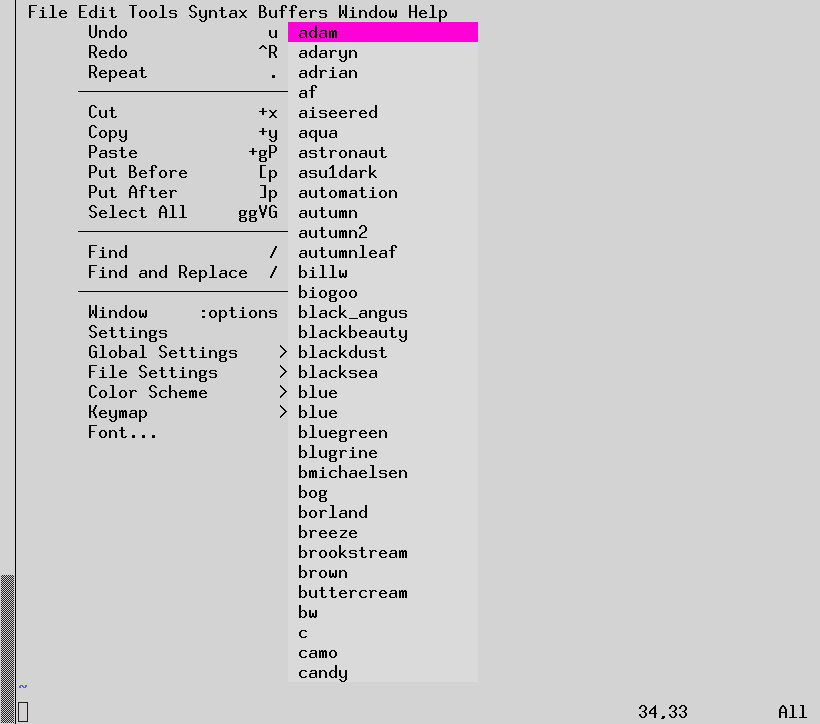 File Edit Tools Syntax Buffers Window Help
Undo u adam
Redo ^R adaryn
Repeat . adrian
af
Cut +x aiseered
Copy +y aqua
Paste +gP astronaut
Put Before [p asu1dark
Put After ]p automation
Select All ggVG autumn
autumn2
Find / autumnleaf
Find and Replace / billw
biogoo
Window :options black_angus
Settings blackbeauty
Global Settings > blackdust
File Settings > blacksea
Color Scheme > blue
Keymap > blue
Font... bluegreen
blugrine
bmichaelsen
bog
borland
breeze
brookstream
brown
buttercream
bw
c
camo
candy
~
34,33 All